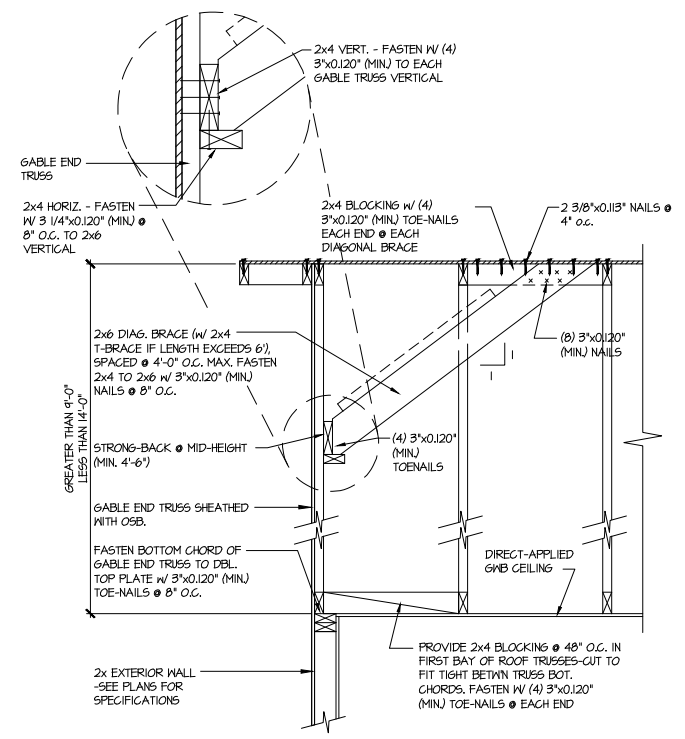 2x4 VERT. - FASTEN W/ (4)
3"x0.120" (MIN.) TO EACH
GABLE TRUSS VERTICAL
GABLE END
TRUSS
2x4 HORIZ. - FASTEN
W/ 3 1/4"x0.120" (MIN.) @
8" O.C. TO 2x6
VERTICAL
2x4 BLOCKING W/ (4)
3"x0.120" (MIN.) TOE-NAILS
EACH END @ EACH
DIAGONAL BRACE
2 3/8"x0.113" NAILS @
4" o.c.
2x6 DIAG. BRACE (W/ 2x4
T-BRACE IF LENGTH EXCEEDS 6'),
SPACED @ 4'-0" O.C. MAX. FASTEN
2x4 TO 2x6 W/ 3"x0.120" (MIN.)
NAILS @ 8" O.C.
(8) 3"x0.120"
(MIN.) NAILS
1
1
GREATER THAN 9'-0"
LESS THAN 14'-0"
STRONG-BACK @ MID-HEIGHT
(MIN. 4'-6")
(4) 3"x0.120"
(MIN.)
TOENAILS
GABLE END TRUSS SHEATHED
WITH OSB.
FASTEN BOTTOM CHORD OF
GABLE END TRUSS TO DBL.
TOP PLATE W/ 3"x0.120" (MIN.)
TOE-NAILS @ 8" O.C.
DIRECT-APPLIED
GWB CEILING
2x EXTERIOR WALL
-SEE PLANS FOR
SPECIFICATIONS
PROVIDE 2x4 BLOCKING @ 48" O.C. IN
FIRST BAY OF ROOF TRUSSES-CUT TO
FIT TIGHT BETW'N TRUSS BOT.
CHORDS. FASTEN W/ (4) 3"x0.120"
(MIN.) TOE-NAILS @ EACH END